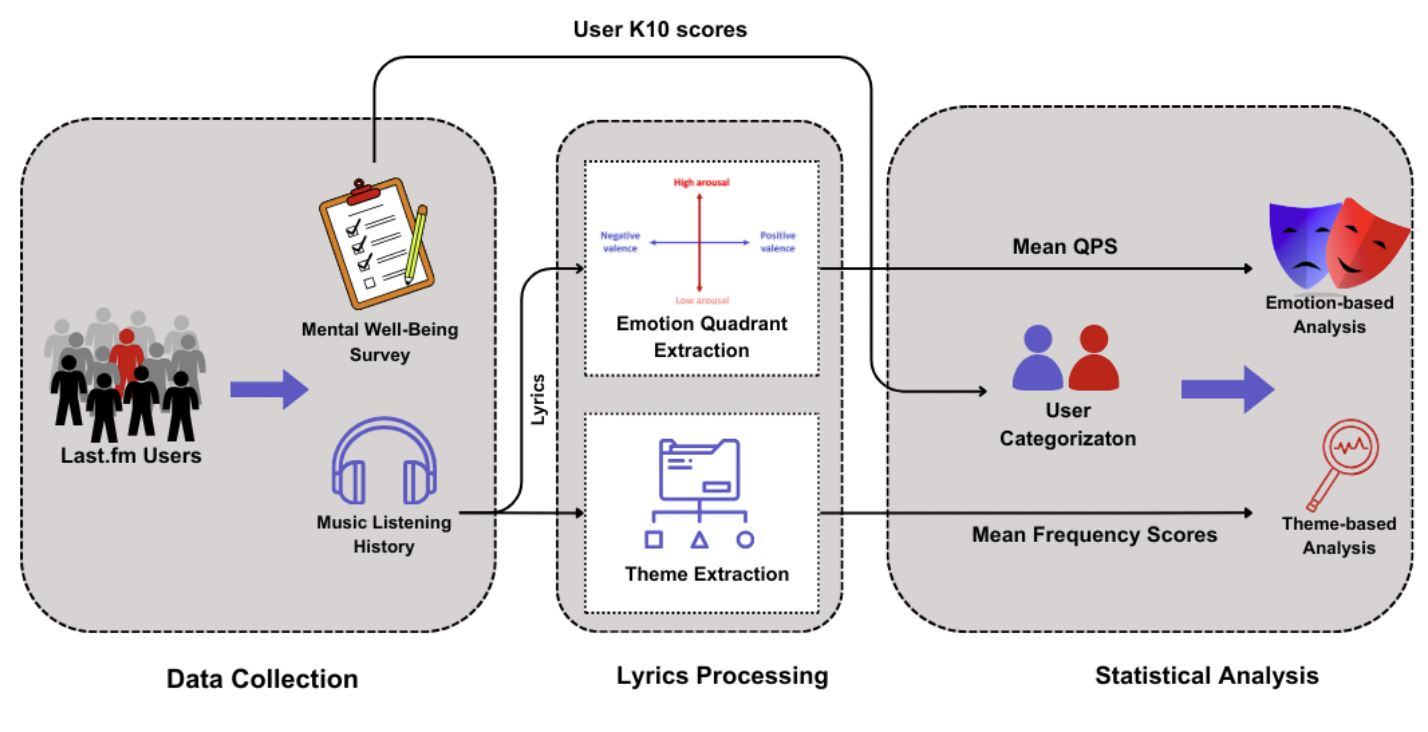 User K10 scores
Mental Well-Being
Survey
Last.fm Users
Music Listening
History
Data Collection
Lyrics
High arousal
Negative
valence
Positive
valence
Low arousal
Emotion Quadrant
Extraction
Theme Extraction
Lyrics Processing
Mean QPS
Emotion-based
Analysis
User
Categorizaton
Mean Frequency Scores
Theme-based
Analysis
Statistical Analysis